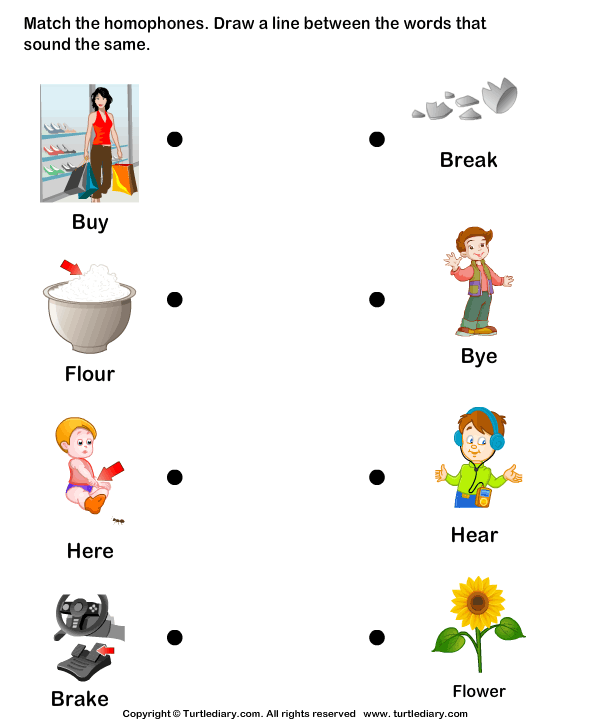 Match the homophones. Draw a line between the words that
sound the same.
Buy
Break
Flour
Bye
Here
Hear
Brake
Flower
Copyright © Turtlediary.com. All rights reserved www.turtlediary.com